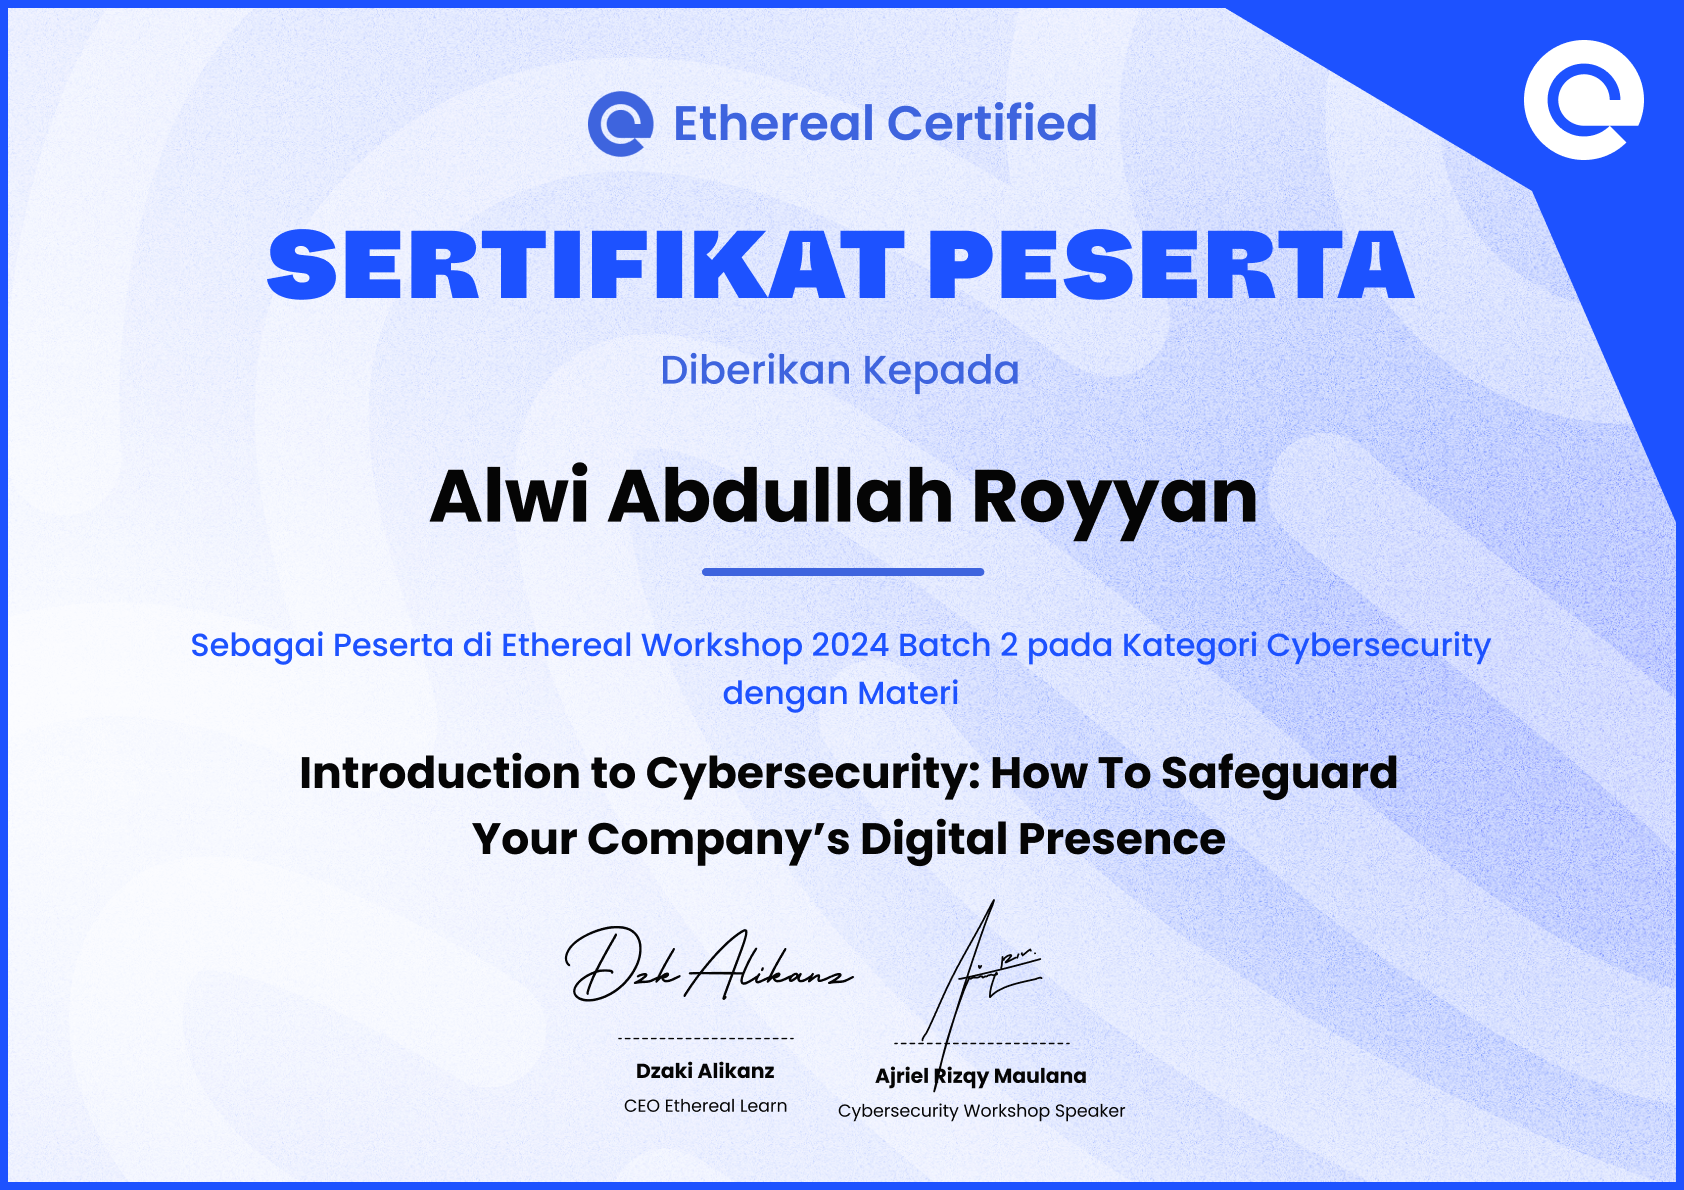 Ethereal Certified
SERTIFIKAT PESERTA
Diberikan Kepada
Alwi Abdullah Royyan
Sebagai Peserta di Ethereal Workshop 2024 Batch 2 pada Kategori Cybersecurity
dengan Materi
Introduction to Cybersecurity: How To Safeguard
Your Company’s Digital Presence
Dzk Alikanz
Dzaki Alikanz
CEO Ethereal Learn
Ajriel Rizqy Maulana
Cybersecurity Workshop Speaker